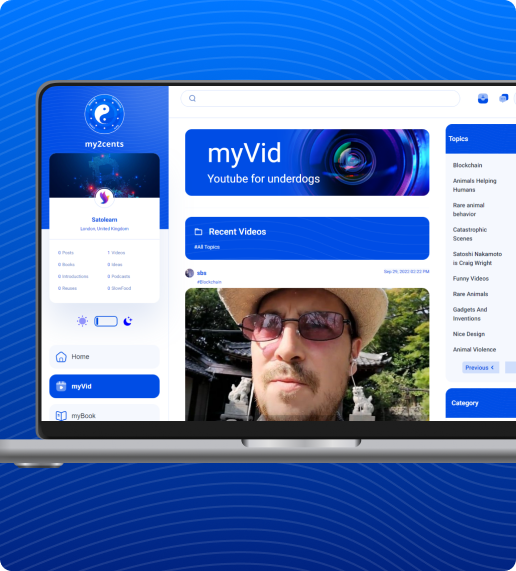 my2cents
Satolearn
London, United Kingdom
0 Posts
1 Videos
0 Books
0 Ideas
0 Introductions
0 Podcasts
0 Recipes
0 SlowFood
Home
myVid
myBook
myVid
Youtube for underdogs
Recent Videos
#All Topics
sbs
Sep 29, 2022 02:22 PM
#Blockchain
Topics
Blockchain
Animals Helping
Humans
Rare animal
behavior
Catastrophic
Scenes
Satoshi Nakamoto
is Craig Wright
Funny Videos
Rare Animals
Gadgets And
Inventions
Nice Design
Animal Violence
Previous
Category